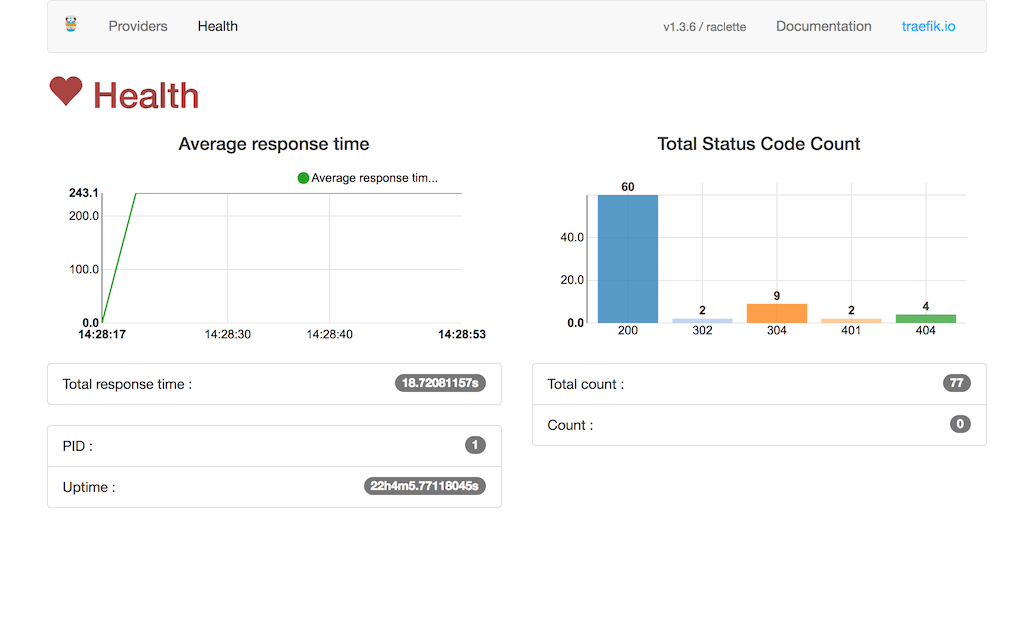 Providers Health v1.3.6 / raclette Documentation traefik.io
Health
Average response time
Average response tim...
243.1
200.0
100.0
0.0
14:28:17 14:28:30 14:28:40 14:28:53
Total response time : 18.72081157s
PID : 1
Uptime : 22h4m5.77118045s
Total Status Code Count
60
40.0
20.0
9
2 2 4
0.0
200 302 304 401 404
Total count : 77
Count : 0